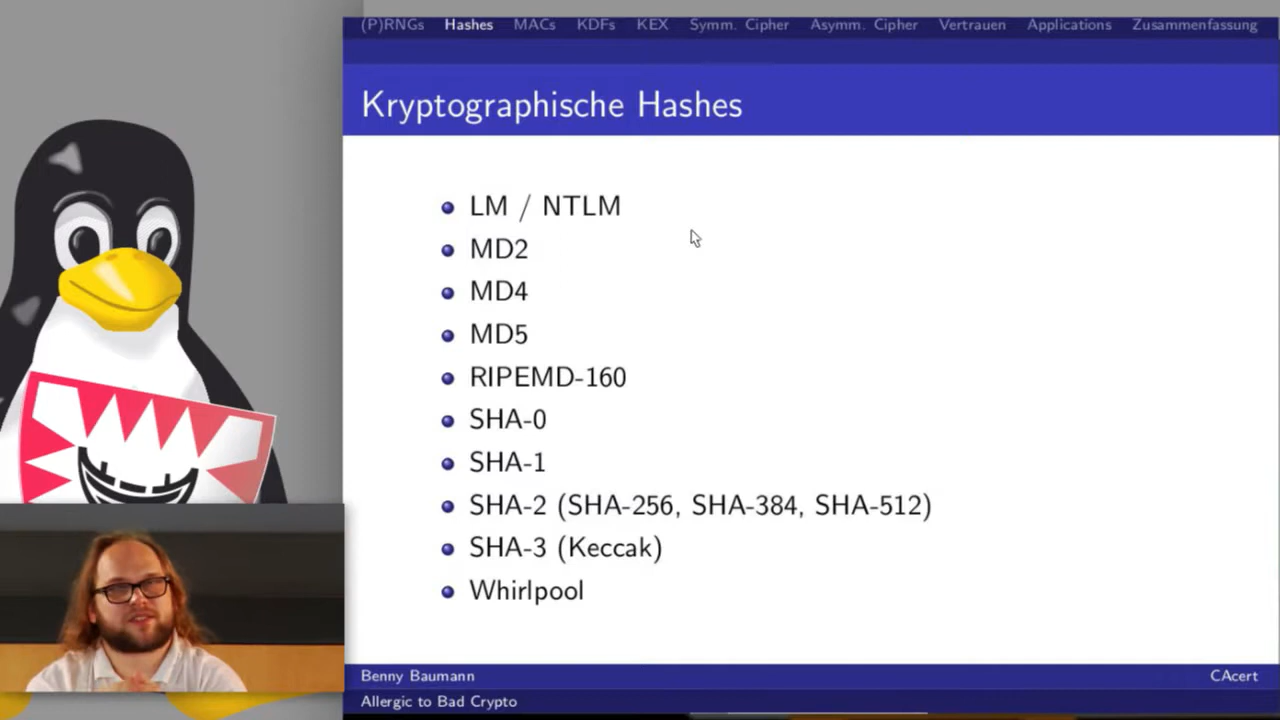 (P)RNGs Hashes MACs KDFs KEX Symm. Cipher Asymm. Cipher Vertrauen Applications Zusammenfassung
Kryptographische Hashes
LM / NTLM
MD2
MD4
MD5
RIPEMD-160
SHA-0
SHA-1
SHA-2 (SHA-256, SHA-384, SHA-512)
SHA-3 (Keccak)
Whirlpool
Benny Baumann CAcert
Allergic to Bad Crypto